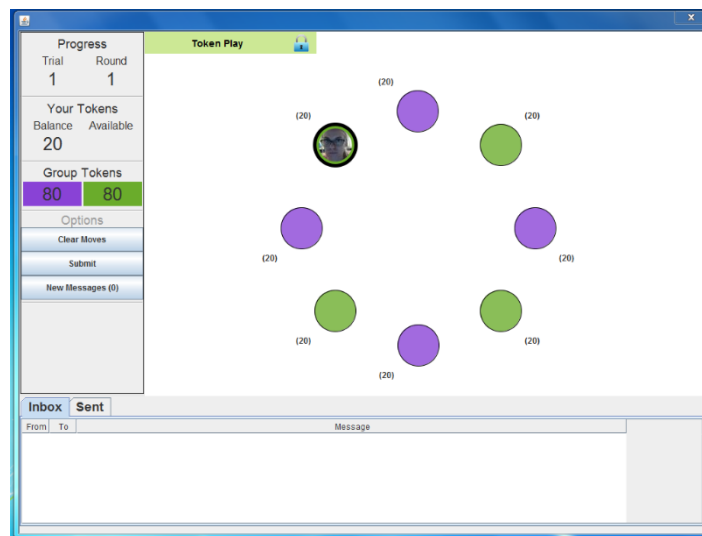 x
Progress
Trial Round
1 1
Your Tokens
Balance Available
20
Group Tokens
80 80
Options
Clear Moves
Submit
New Messages (0)
Token Play
(20)
(20)
(20)
(20)
(20)
(20)
(20)
(20)
Inbox Sent
From To Message